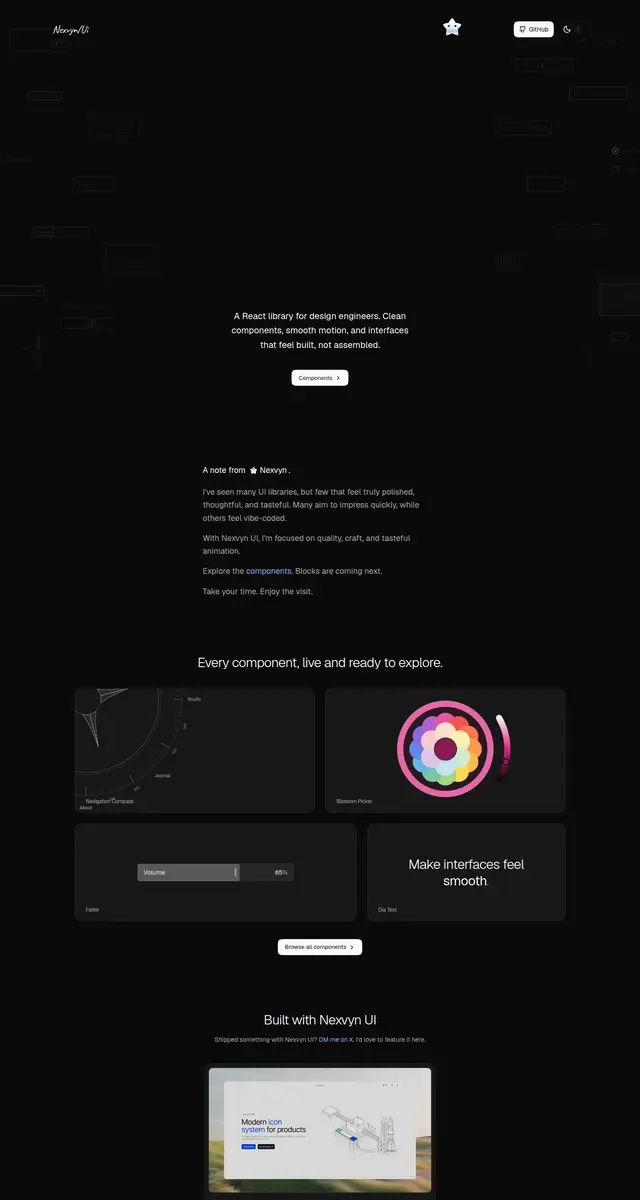 Nexvyn/Ui
GitHub
A React library for design engineers. Clean
components, smooth motion, and interfaces
that feel built, not assembled.
Components
A note from Nexvyn .
I've seen many UI libraries, but few that feel truly polished,
thoughtful, and tasteful. Many aim to impress quickly, while
others feel vibe-coded.
With Nexvyn UI, I'm focused on quality, craft, and tasteful
animation.
Explore the components. Blocks are coming next.
Take your time. Enjoy the visit.
Every component, live and ready to explore.
Journal
Navigation Compass
About
Blossom Picker
Volume
65%
Fader
Make interfaces feel
smooth
Dia Text
Browse all components
Built with Nexvyn UI
Shipped something with Nexvyn UI? DM me on X. I'd love to feature it here.
Modern icon
system for products